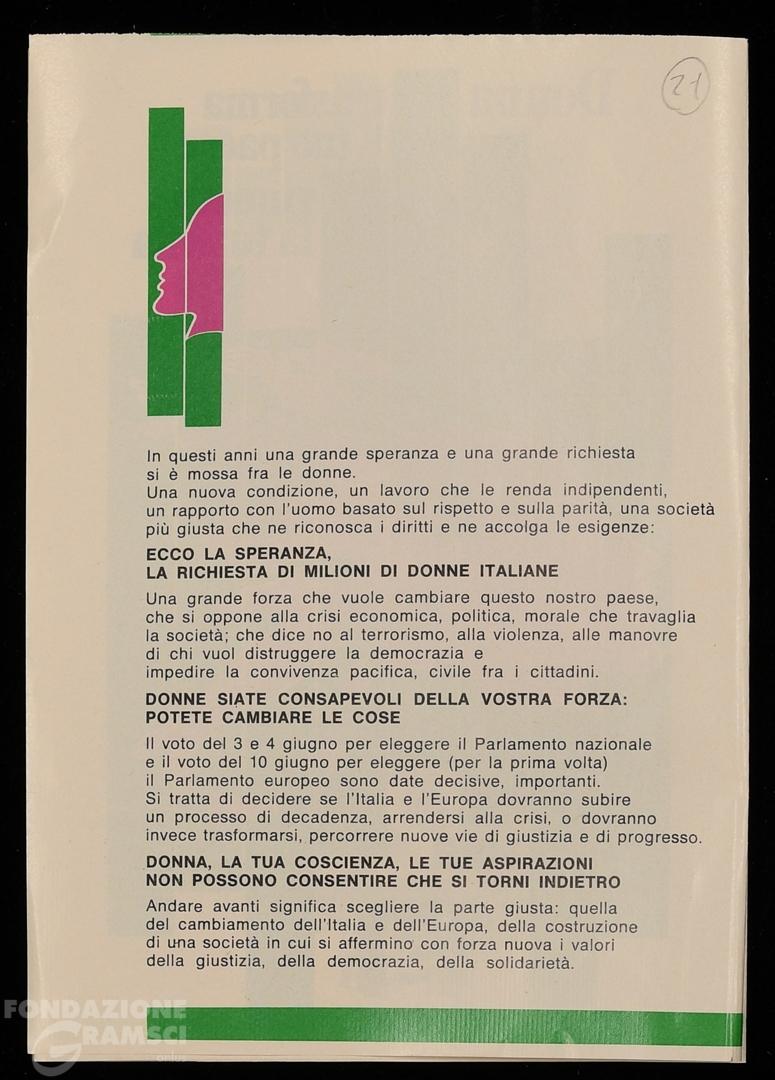 21
In questi anni una grande speranza e una grande richiesta
si è mossa fra le donne.
Una nuova condizione, un lavoro che le renda indipendenti,
un rapporto con l'uomo basato sul rispetto e sulla parità, una società
più giusta che ne riconosca i diritti e ne accolga le esigenze:
ECCO LA SPERANZA,
LA RICHIESTA DI MILIONI DI DONNE ITALIANE
Una grande forza che vuole cambiare questo nostro paese,
che si oppone alla crisi economica, politica, morale che travaglia
la società; che dice no al terrorismo, alla violenza, alle manovre
di chi vuol distruggere la democrazia e
impedire la convivenza pacifica, civile fra i cittadini.
DONNE SIATE CONSAPEVOLI DELLA VOSTRA FORZA:
POTETE CAMBIARE LE COSE
Il voto del 3 e 4 giugno per eleggere il Parlamento nazionale
e il voto del 10 giugno per eleggere (per la prima volta)
il Parlamento europeo sono date decisive, importanti.
Si tratta di decidere se l'Italia e l'Europa dovranno subire
un processo di decadenza, arrendersi alla crisi, o dovranno
invece trasformarsi, percorrere nuove vie di giustizia e di progresso.
DONNA, LA TUA COSCIENZA, LE TUE ASPIRAZIONI
NON POSSONO CONSENTIRE CHE SI TORNI INDIETRO
Andare avanti significa scegliere la parte giusta: quella
del cambiamento dell'Italia e dell'Europa, della costruzione
di una società in cui si affermino con forza nuova i valori
della giustizia, della democrazia, della solidarietà.
FONDAZIONE
GRAMSCI
onlus